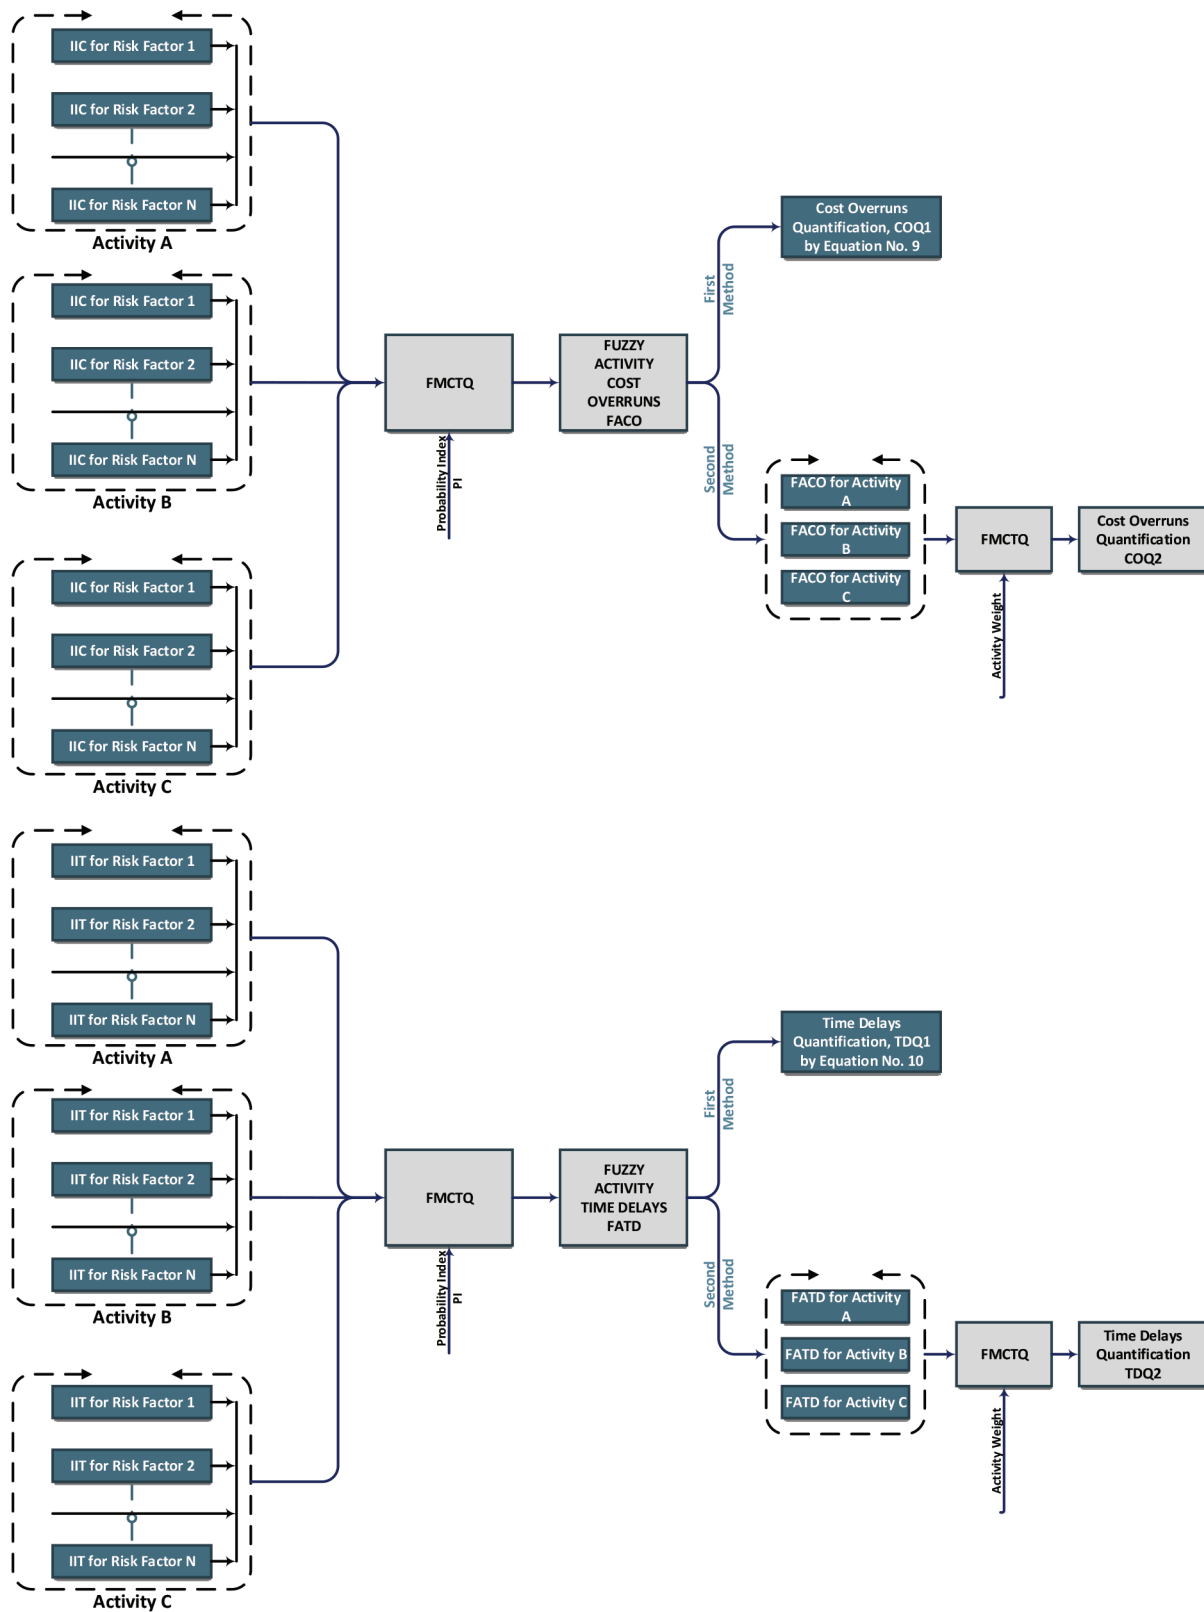 IIC for Risk Factor 1
IIC for Risk Factor 2
IIC for Risk Factor N
Activity A
IIC for Risk Factor 1
IIC for Risk Factor 2
IIC for Risk Factor N
Activity B
IIC for Risk Factor 1
IIC for Risk Factor 2
IIC for Risk Factor N
Activity C
FMCTQ
Probability Index
PI
FUZZY
ACTIVITY
COST
OVERRUNS
FACO
First
Method
Cost Overruns
Quantification, COQ1
by Equation No. 9
Second
Method
FACO for Activity
A
FACO for Activity
B
FACO for Activity
C
FMCTQ
Activity Weight
Cost Overruns
Quantification
COQ2
IIT for Risk Factor 1
IIT for Risk Factor 2
IIT for Risk Factor N
Activity A
IIT for Risk Factor 1
IIT for Risk Factor 2
IIT for Risk Factor N
Activity B
IIT for Risk Factor 1
IIT for Risk Factor 2
IIT for Risk Factor N
Activity C
FMCTQ
Probability Index
PI
FUZZY
ACTIVITY
TIME DELAYS
FATD
First
Method
Time Delays
Quantification, TDQ1
by Equation No. 10
Second
Method
FATD for Activity
A
FATD for Activity B
FATD for Activity C
FMCTQ
Activity Weight
Time Delays
Quantification
TDQ2